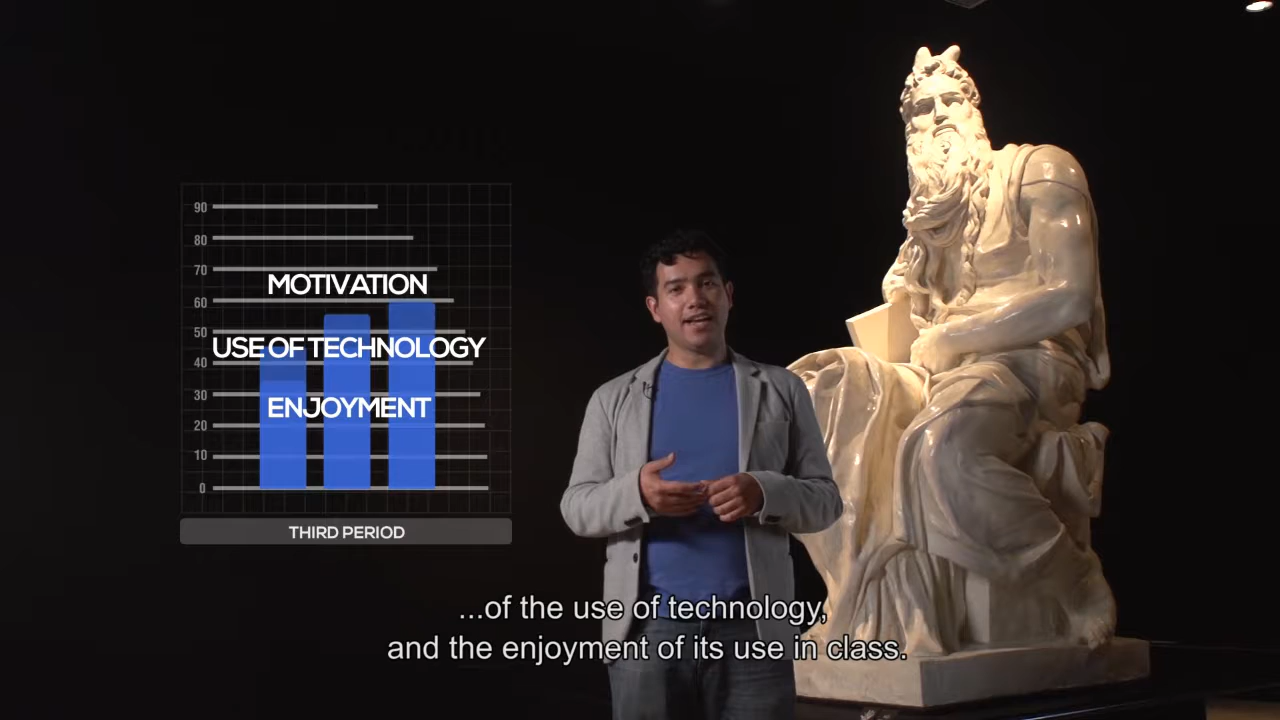 90
80
70
MOTIVATION
60
50
USE OF TECHNOLOGY
40
30
ENJOYMENT
20
10
0
THIRD PERIOD
...of the use of technology,
and the enjoyment of its use in class.